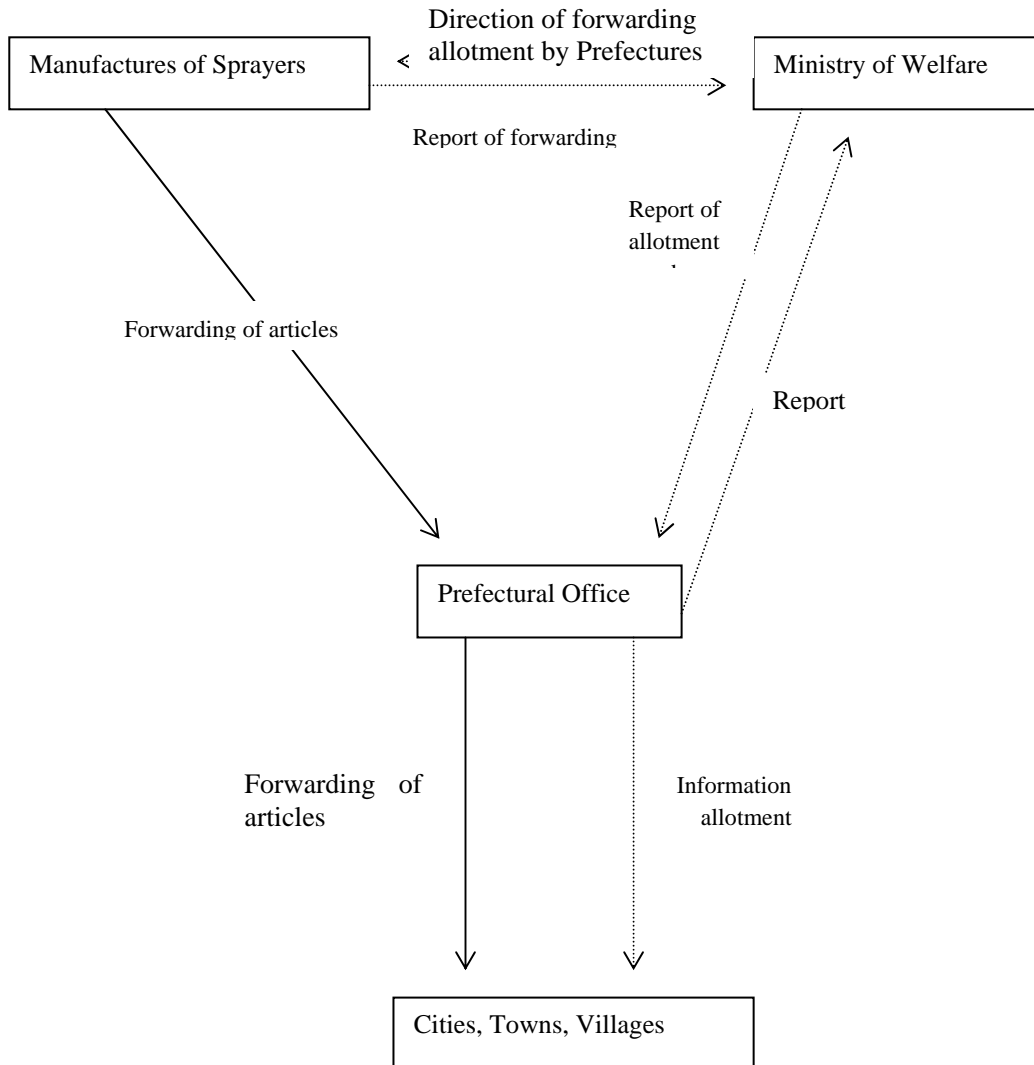 Direction of forwarding
allotment by Prefectures
Manufactures of Sprayers
Ministry of Welfare
Report of forwarding
Report of
allotment
Forwarding of articles
Report
Prefectural Office
Forwarding of
articles
Information
allotment
Cities, Towns, Villages